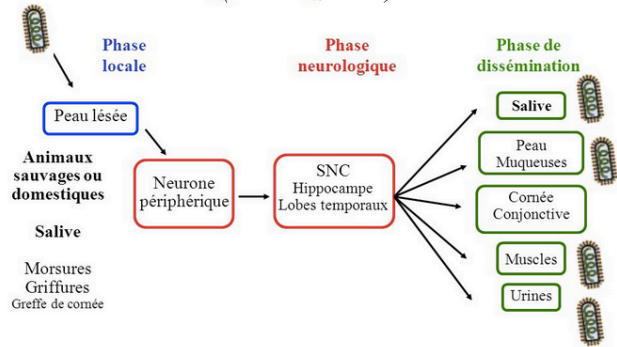 Phase
locale
Phase
neurologique
Phase de
dissémination
Peau lésée
Animaux
sauvages ou
domestiques
Salive
Morsures
Griffures
Greffe de cornée
Neurone
périphérique
SNC
Hippocampe
Lobes temporaux
Salive
Peau
Muqueuses
Cornée
Conjonctive
Muscles
Urines